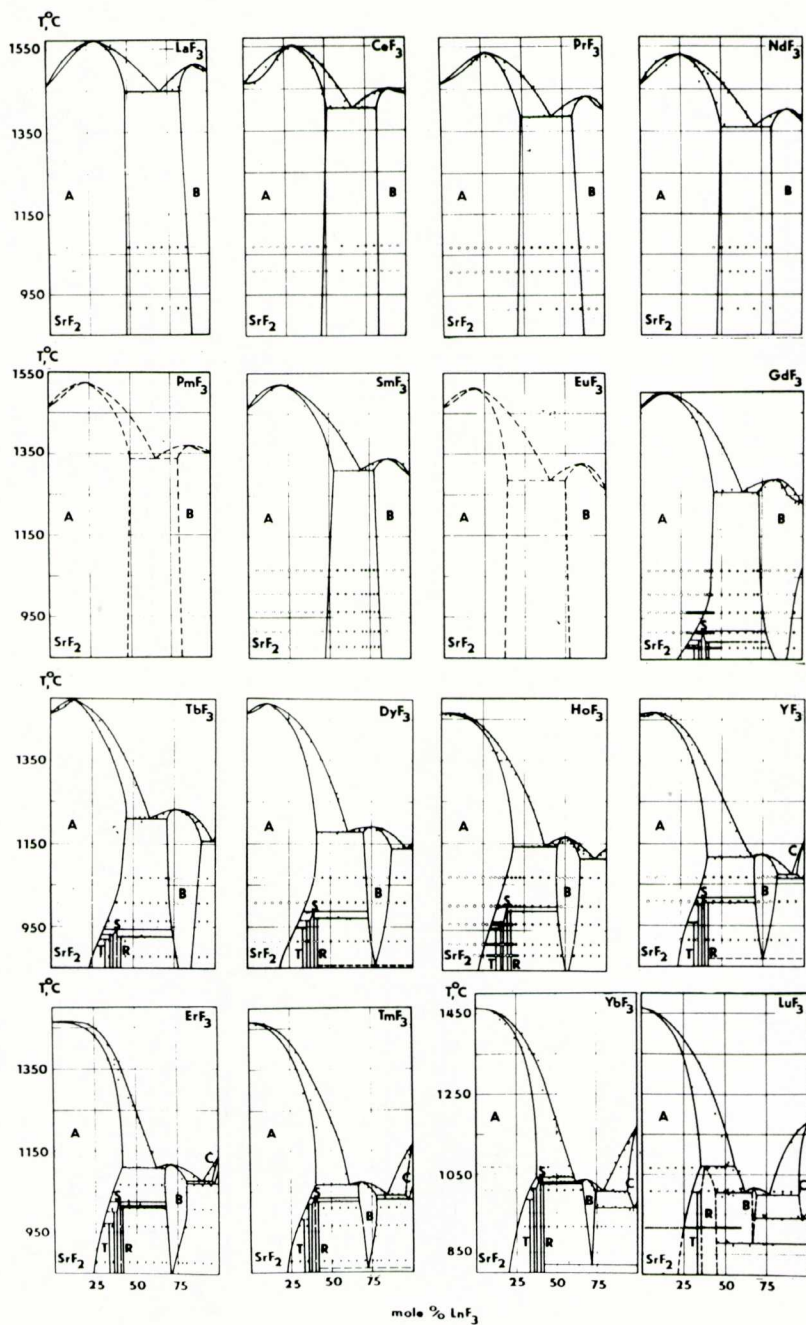 T,°C
LaF3 CeF3 PrF3 NdF3
1550
1350
1150
950
A B A B A B A B
SrF2 SrF2 SrF2 SrF2
T,°C
PmF3 SmF3 EuF3 GdF3
1550
1350
1150
950
A B A B A B A B
S
SrF2 SrF2 SrF2 SrF2
T,°C
TbF3 DyF3 HoF3 YF3
1350
1150
950
A A A A C
B B B B
S S S S
SrF2 T R SrF2 T R SrF2 T R SrF2 T R
T,°C T,°C
ErF3 TmF3 YbF3 LuF3
1350 1450
1150 1250
950 1050
850
A C A C A C A C
S S S
B B B R B
T R T R T R T
SrF2 SrF2 SrF2 SrF2
25 50 75 25 50 75 25 50 75 25 50 75
mole % LnF3